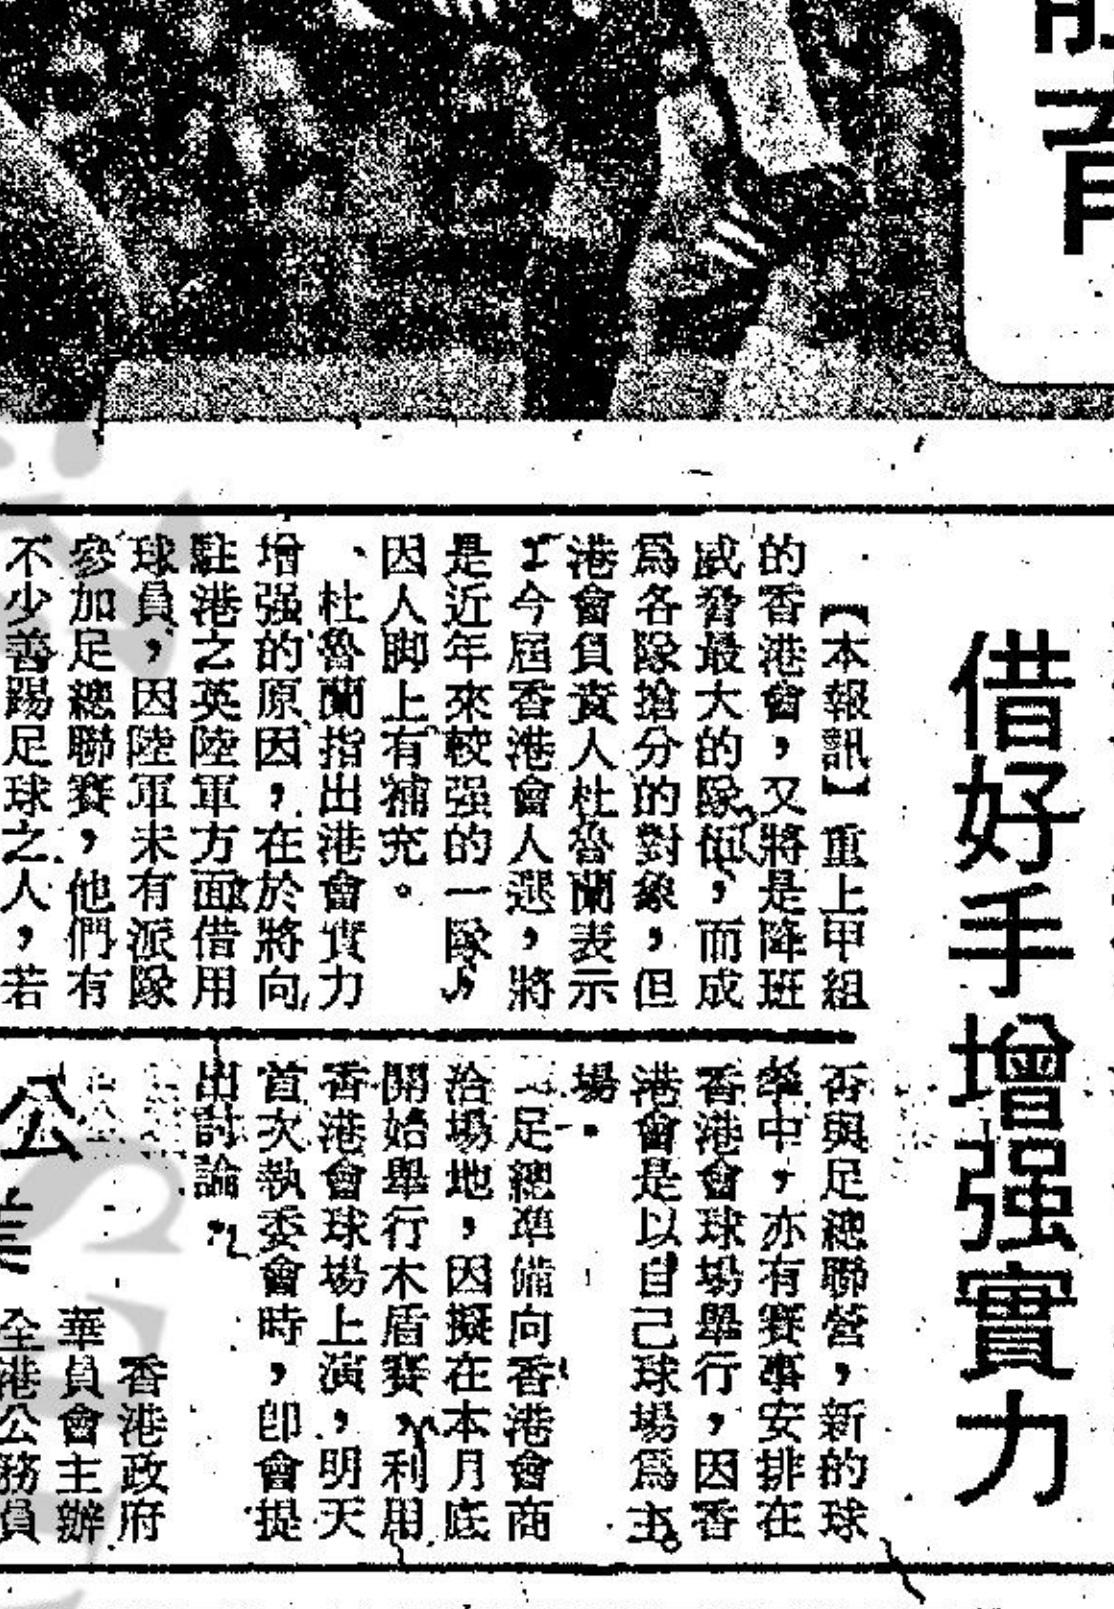 體育
借好手增强實力
【本報訊】重上甲組
的香港會，又將是降班
威脅最大的隊伍，而成
爲各隊搶分的對象，但
港會負責人杜魯蘭表示
：今屆香港會人選，將
是近年來較强的一隊，
因人脚上有補充。
杜魯蘭指出港會實力
增强的原因，在於將向
駐港之英陸軍方面借用
球員，因陸軍未有派隊
參加足總聯賽，他們有
不少善踢足球之人，若
否與足總聯營，新的球
季中，亦有賽事安排在
香港會球場舉行，因香
港會是以自己球場爲主
場。
足總準備向香港會商
洽場地，因擬在本月底
開始舉行木盾賽，利用
香港會球場上演，明天
首次執委會時，即會提
出討論。
公
香港政府
華員會主辦
全港公務員